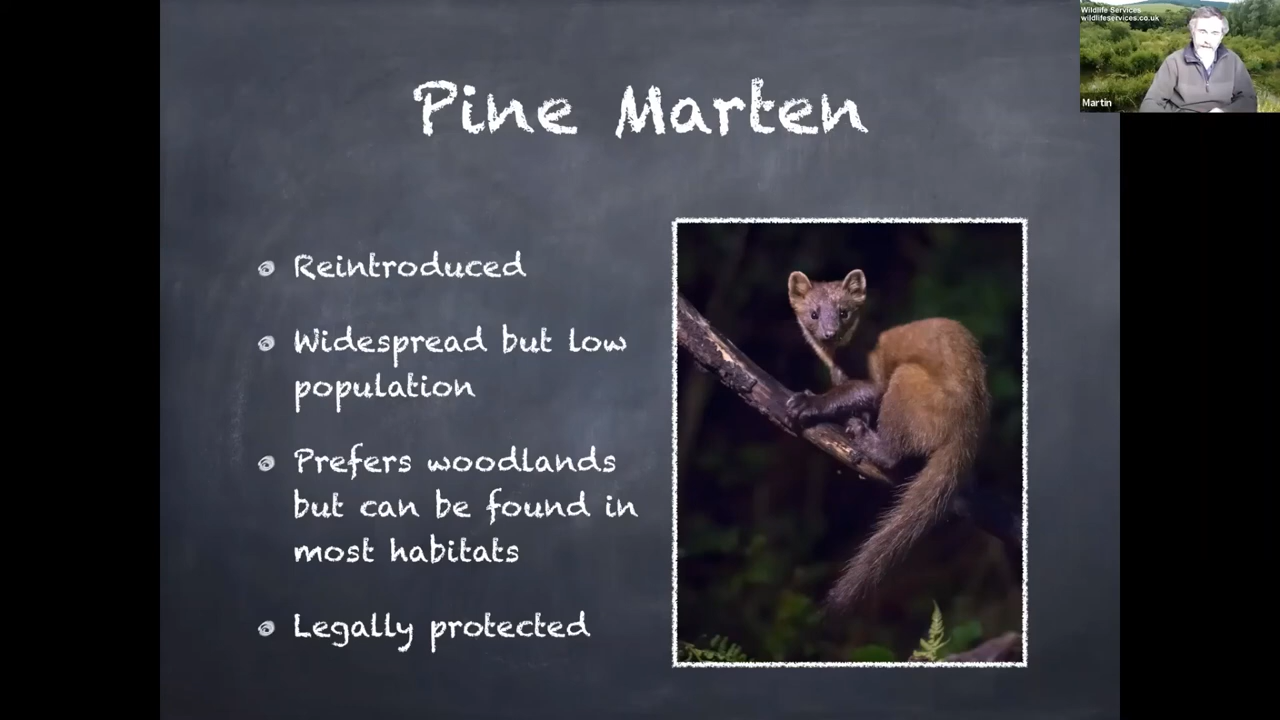 Pine Marten
Wildlife Services
wildlifeservices.co.uk
Martin
Reintroduced
Widespread but low
population
Prefers woodlands
but can be found in
most habitats
Legally protected